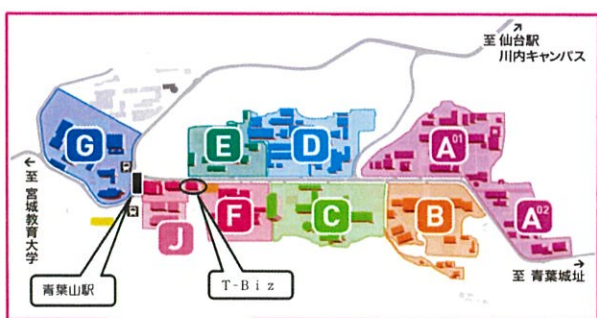 至 仙台駅
川内キャンパス
G
E
D
A01
← 至 宮城教育大学
J
F
C
B
A02
青葉山駅
T-Biz
至 青葉城址